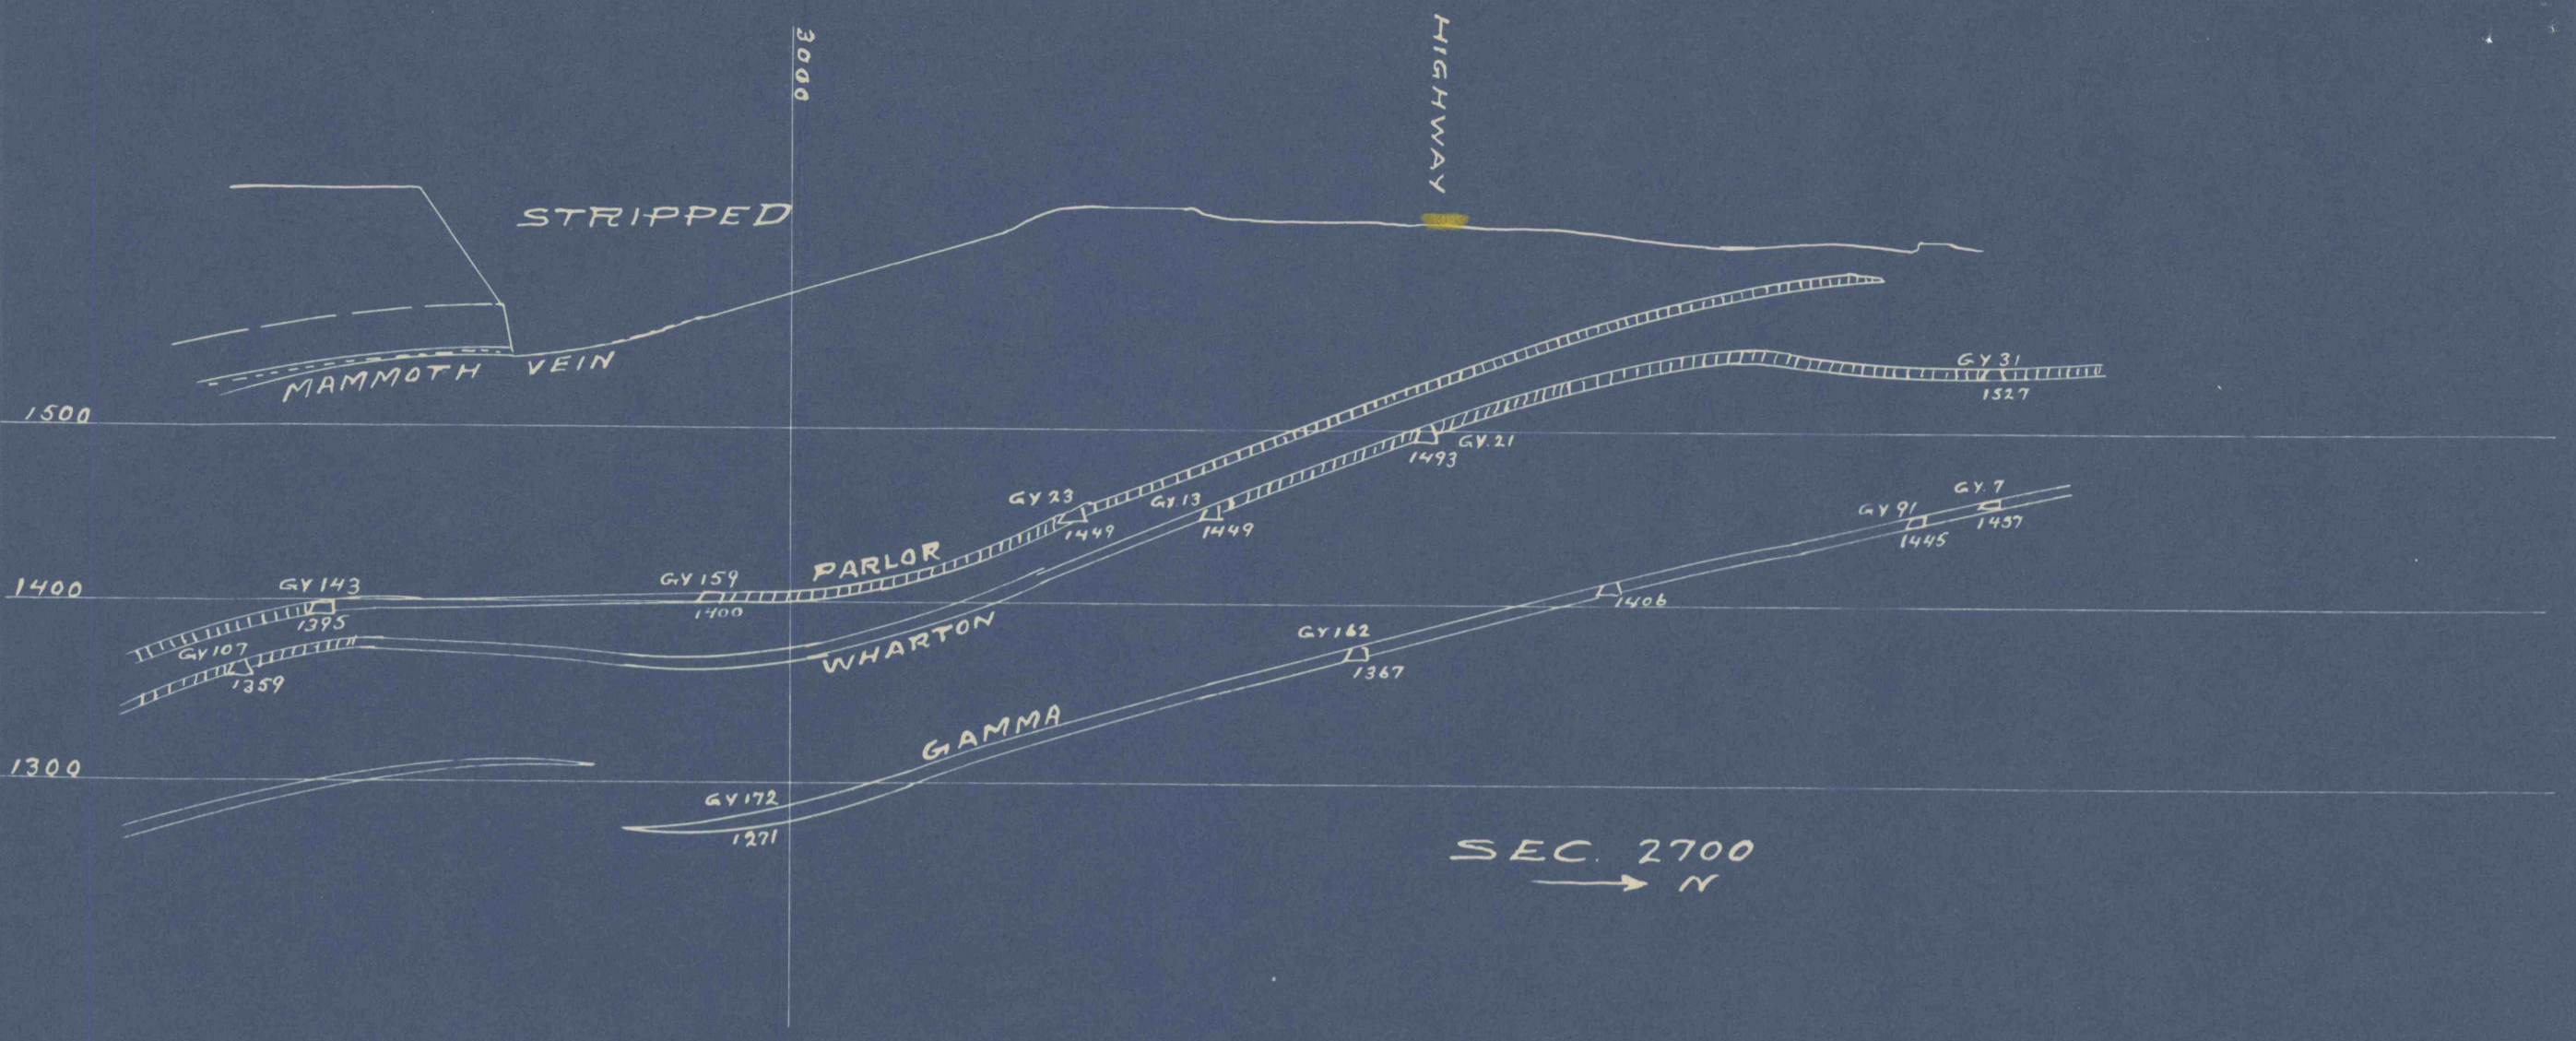 3000
HIGHWAY
STRIPPED
MAMMOTH VEIN
1500
GY 31
1527
GY. 21
1493
GY 23
1449
GY. 13
1449
GY. 7
GY 91
1445
PARLOR
GY 143
1395
GY 159
1400
1400
1406
WHARTON
GY 107
1359
GY 162
1367
GAMMA
1300
GY 172
1271
SEC. 2700
N